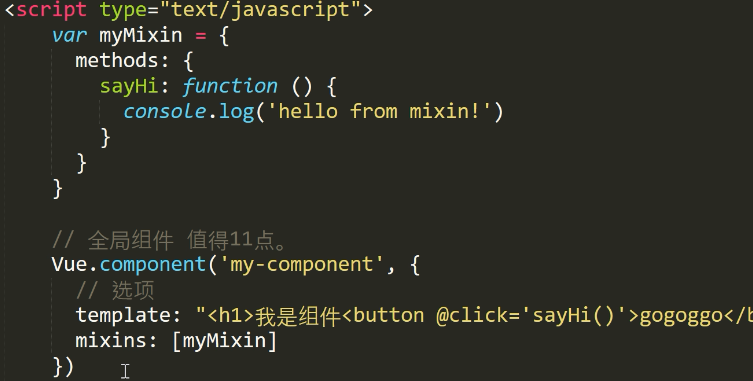 <script type="text/javascript">
var myMixin = {
methods: {
sayHi: function () {
console.log('hello from mixin!')
}
}
}
// 全局组件 值得11点。
Vue.component('my-component', {
// 选项
template: "<h1>我是组件<button @click='sayHi()'>gogoggo</b
mixins: [myMixin]
})